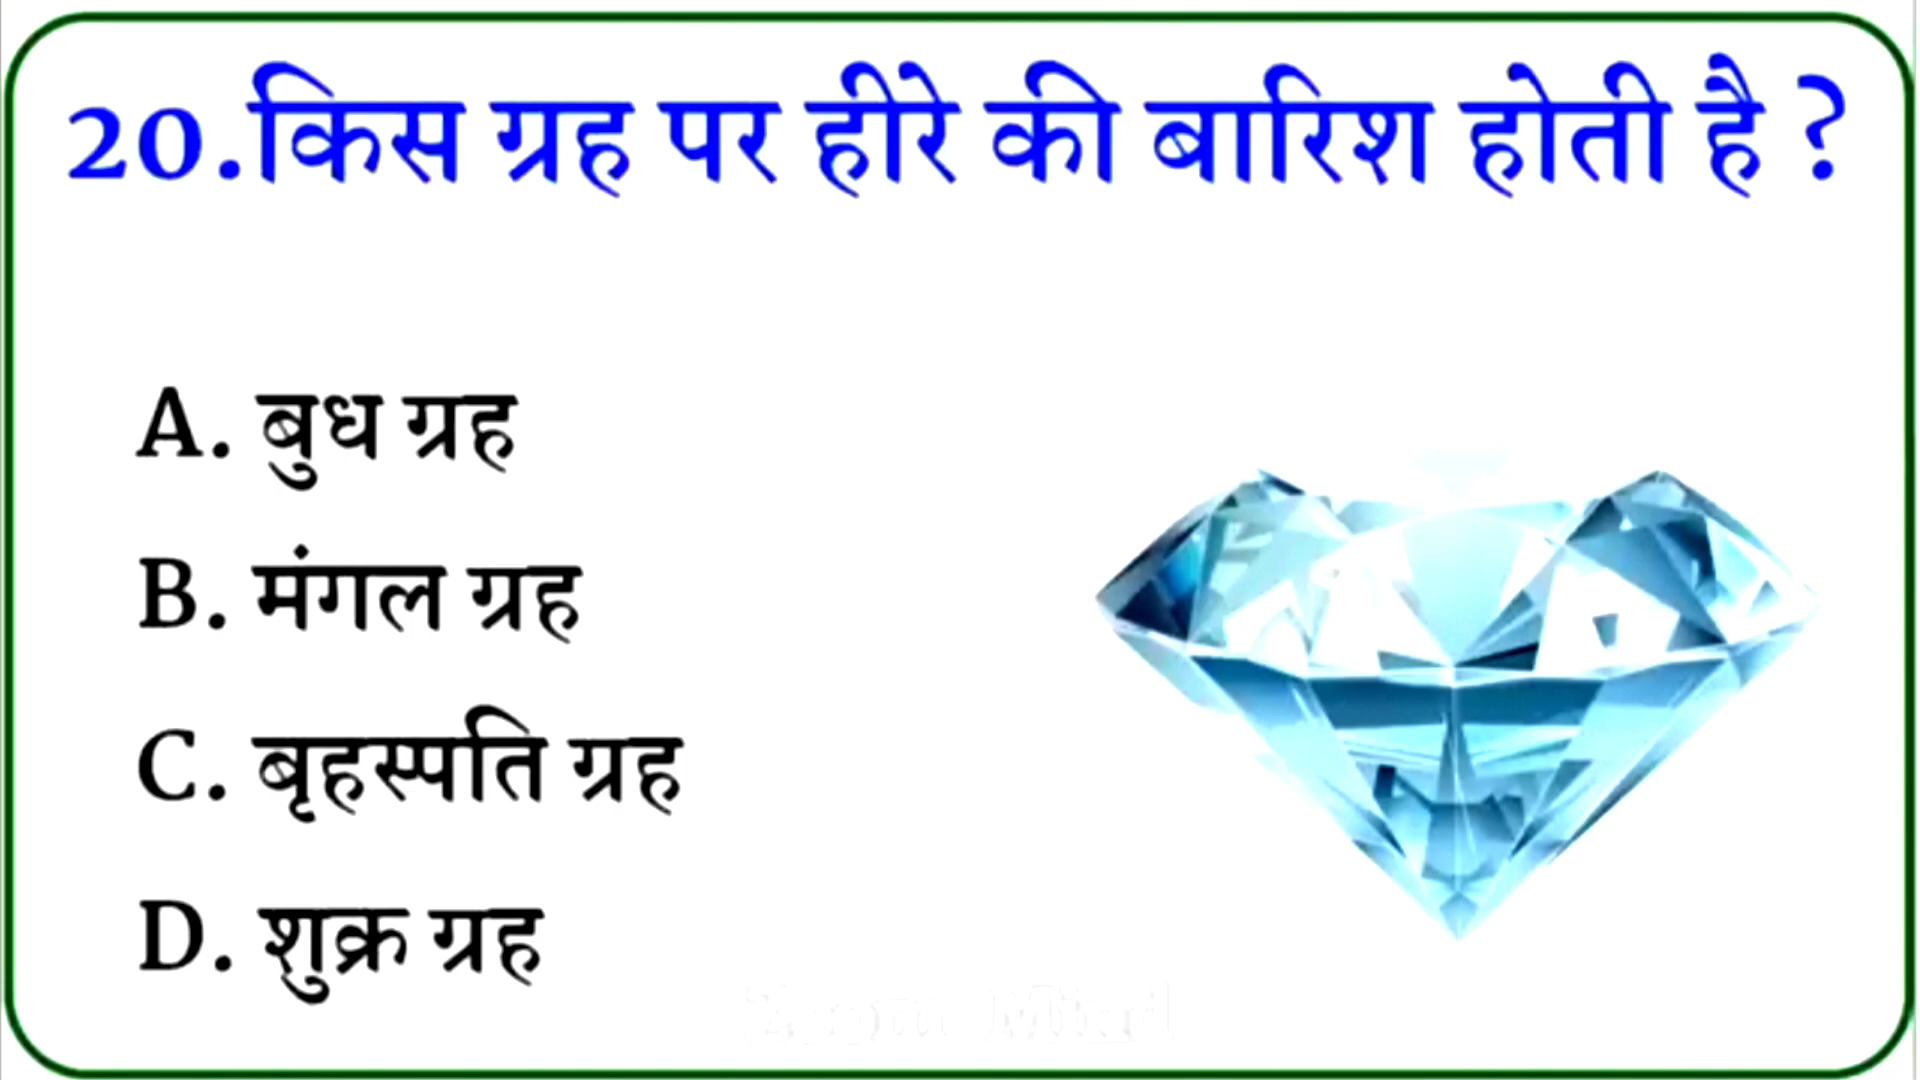 20.किस ग्रह पर हीरे की बारिश होती है ?
A. बुध ग्रह
B. मंगल ग्रह
C. बृहस्पति ग्रह
D. शुक्र ग्रह